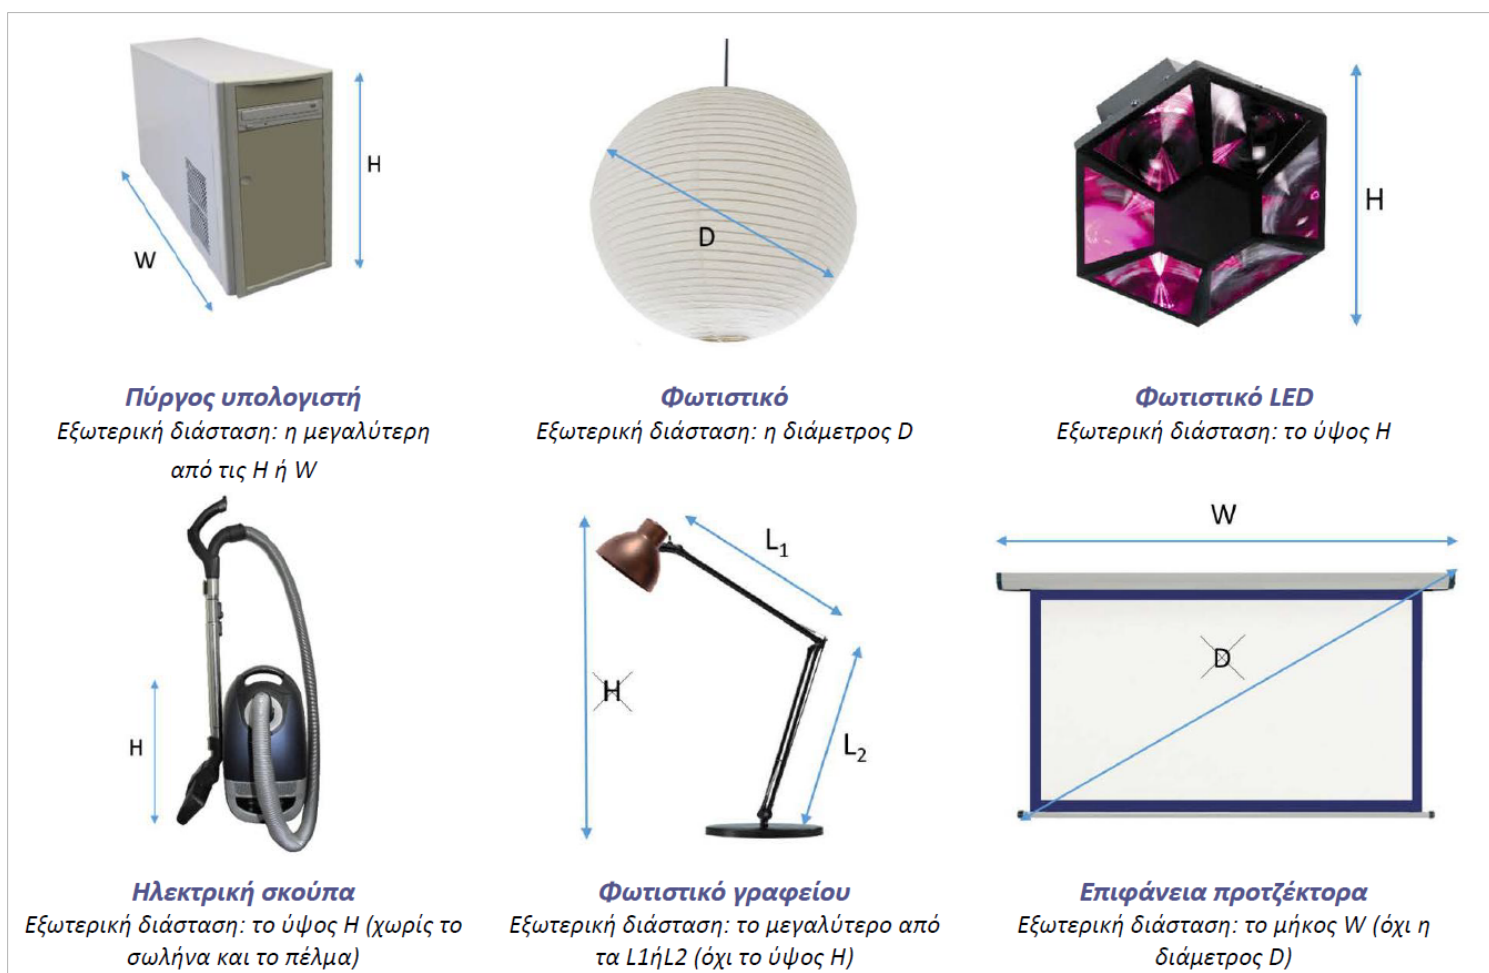 H
W
D
H
Πύργος υπολογιστή
Εξωτερική διάσταση: η μεγαλύτερη
από τις H ή W
Φωτιστικό
Εξωτερική διάσταση: η διάμετρος D
Φωτιστικό LED
Εξωτερική διάσταση: το ύψος H
H
H
L1
L2
W
D
Ηλεκτρική σκούπα
Εξωτερική διάσταση: το ύψος H (χωρίς το
σωλήνα και το πέλμα)
Φωτιστικό γραφείου
Εξωτερική διάσταση: το μεγαλύτερο από
τα L1ήL2 (όχι το ύψος H)
Επιφάνεια προτζέκτορα
Εξωτερική διάσταση: το μήκος W (όχι η
διάμετρος D)